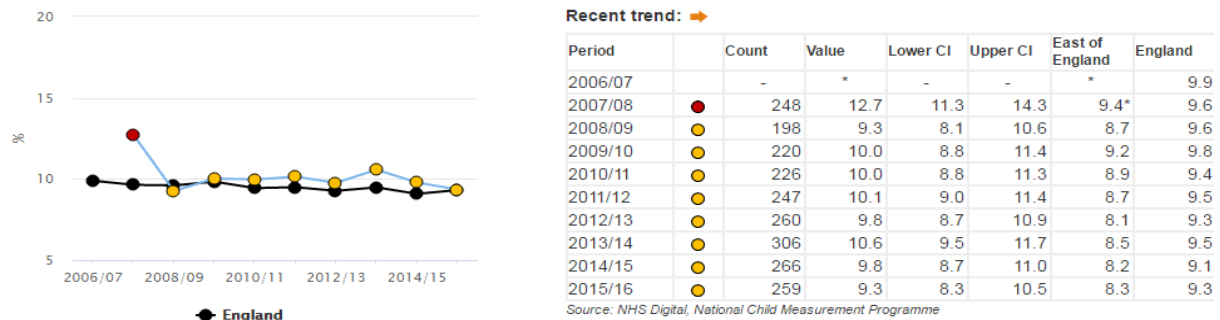 20
15
%
10
5
2006/07 2008/09 2010/11 2012/13 2014/15
England
Recent trend:
Period Count Value Lower CI Upper CI East of England England
2006/07 - * - - * 9.9
2007/08 248 12.7 11.3 14.3 9.4* 9.6
2008/09 198 9.3 8.1 10.6 8.7 9.6
2009/10 220 10.0 8.8 11.4 9.2 9.8
2010/11 226 10.0 8.8 11.3 8.9 9.4
2011/12 247 10.1 9.0 11.4 8.7 9.5
2012/13 260 9.8 8.7 10.9 8.1 9.3
2013/14 306 10.6 9.5 11.7 8.5 9.5
2014/15 266 9.8 8.7 11.0 8.2 9.1
2015/16 259 9.3 8.3 10.5 8.3 9.3
Source: NHS Digital, National Child Measurement Programme